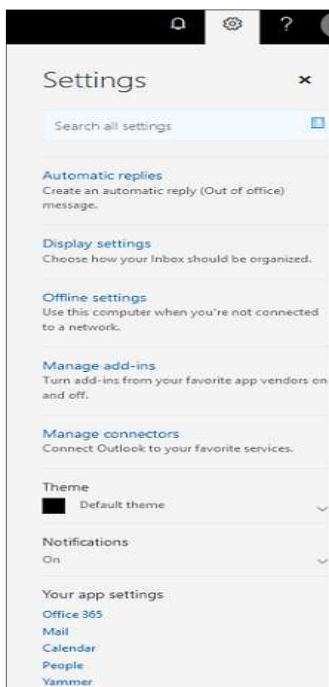 ?
Settings
×
Search all settings
Automatic replies
Create an automatic reply (Out of office)
message.
Display settings
Choose how your Inbox should be organized.
Offline settings
Use this computer when you're not connected
to a network.
Manage add-ins
Turn add-ins from your favorite app vendors on
and off.
Manage connectors
Connect Outlook to your favorite services.
Theme
Default theme
Notifications
On
Your app settings
Office 365
Mail
Calendar
People
Yammer